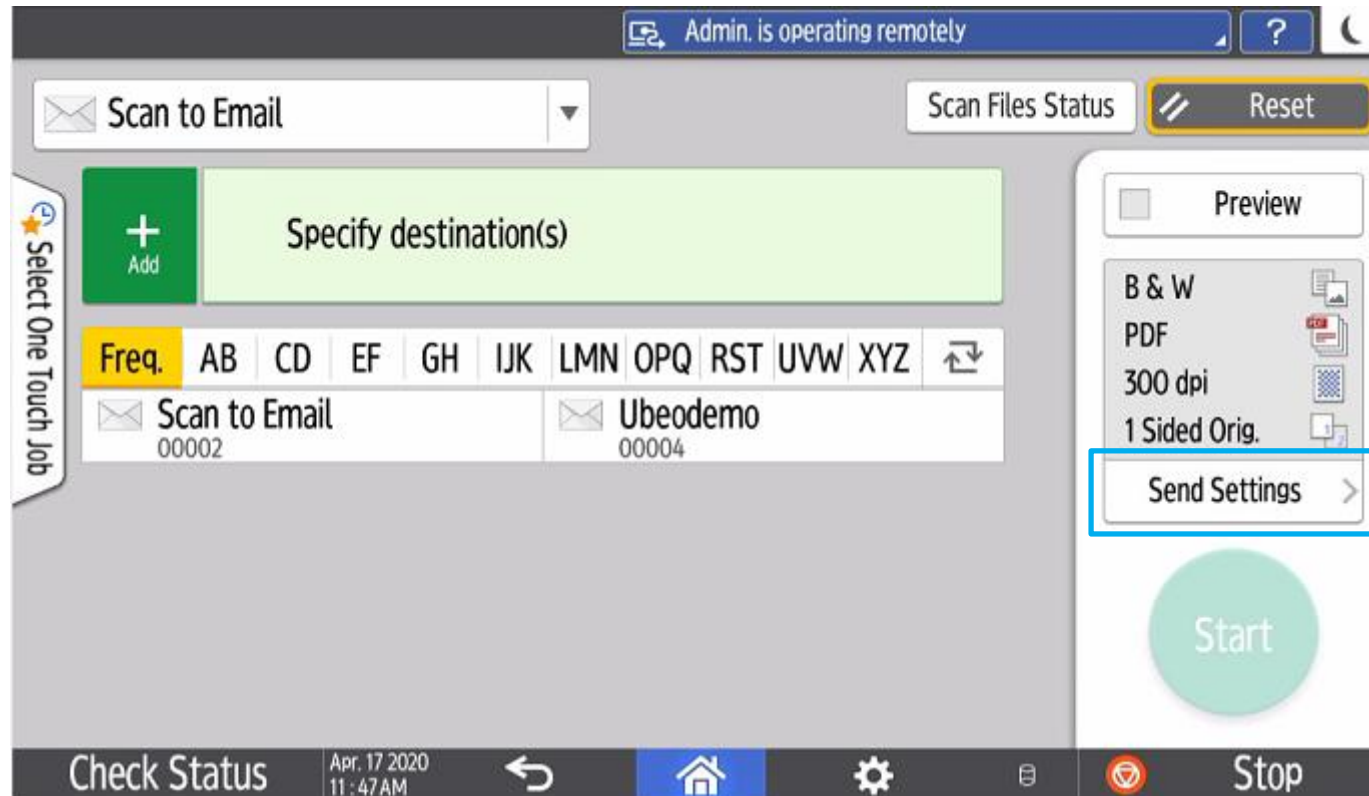 Admin. is operating remotely ?
Scan to Email
Scan Files Status
Reset
Select One Touch Job
+
Add
Specify destination(s)
Preview
B & W
PDF
300 dpi
1 Sided Orig.
Send Settings >
Freq. AB CD EF GH IJK LMN OPQ RST UVW XYZ
Scan to Email
00002
Ubeodemo
00004
Start
Check Status
Apr. 17 2020
11 : 47 AM
Stop